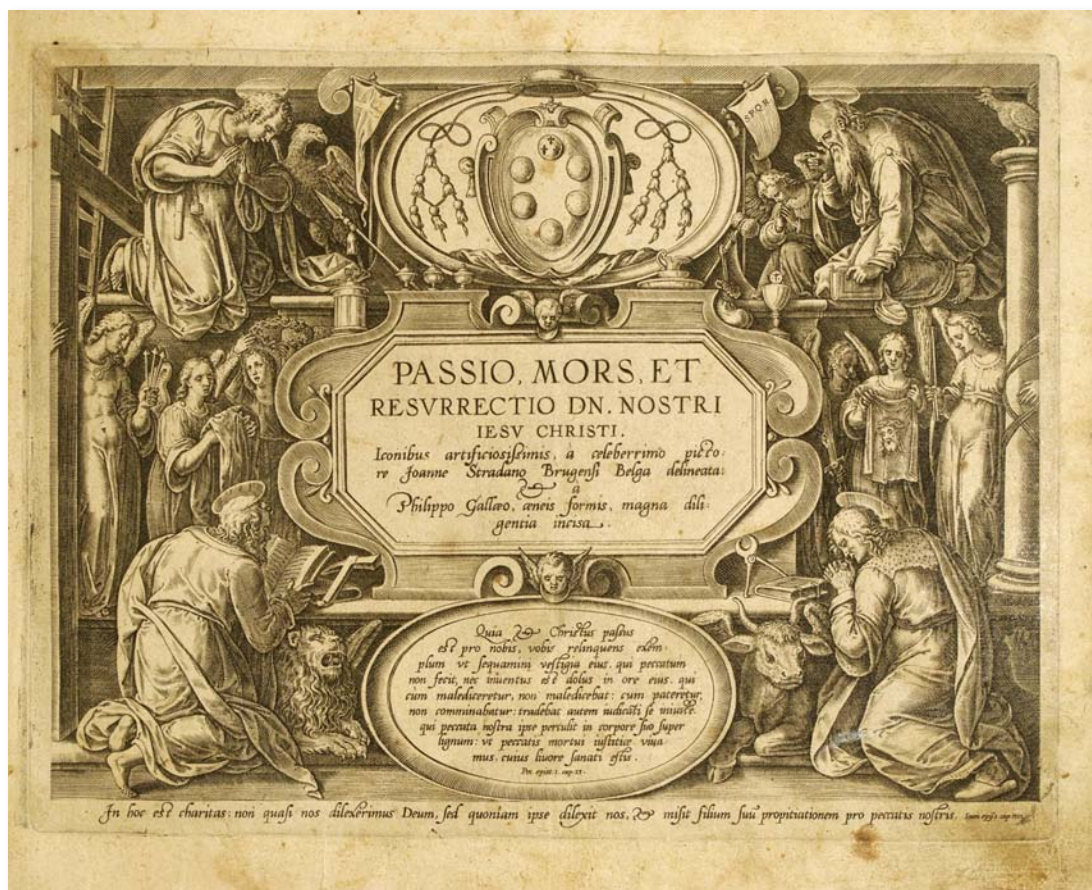 S.P.Q.R.
PASSIO, MORS, ET
RESVRRECTIO DN. NOSTRI
IESV CHRISTI.
Iconibus artificiosissimis, a celeberrimo picto-
re Joanne Stradano Brugensi Belga delineata:
& a
Philippo Gallæo, æneis formis, magna dili-
gentia incisa.
Quia & Christus passus
est pro nobis, vobis relinquens exem
plum vt sequamini vestigia eius. qui peccatum
non fecit, nec inuentus est dolus in ore eius. qui
cum malediceretur, non maledicebat: cum pateretur,
non comminabatur: tradebat autem iudicāti se iniuste.
qui peccata nostra ipse pertulit in corpore suo super
lignum: vt peccatis mortui iustitiæ viua
mus. cuius liuore sanati estis.
Pet. epist. 1. cap. 11.
In hoc est charitas: non quasi nos dilexerimus Deum, sed quoniam ipse dilexit nos, & misit filium suū propitiationem pro peccatis nostris.